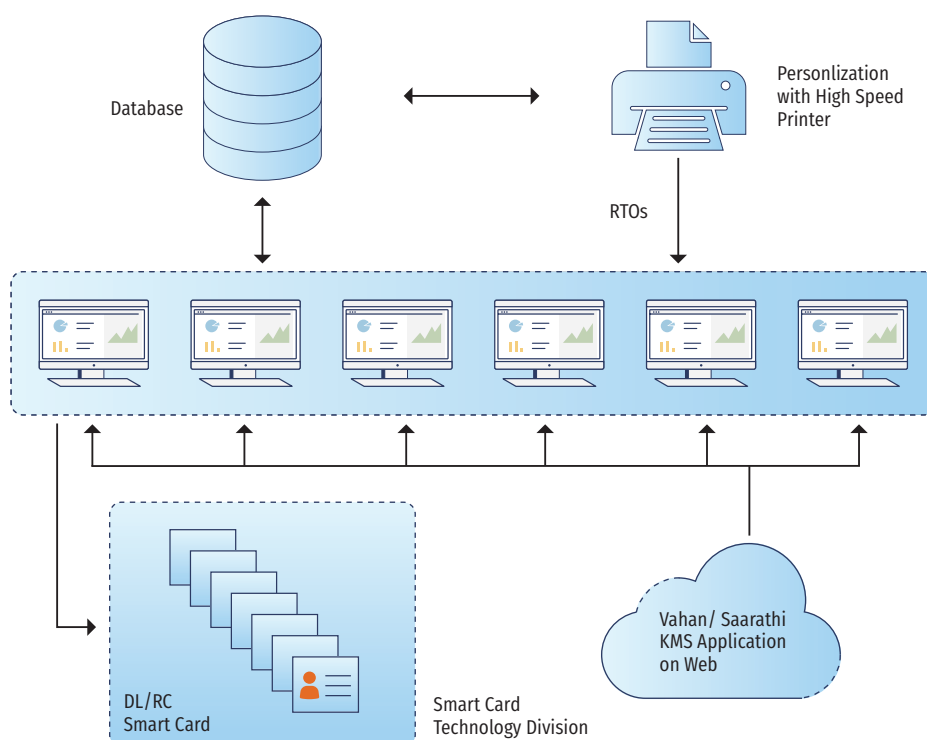 Database
Personlization
with High Speed
Printer
RTOs
Vahan/ Saarathi
KMS Application
on Web
DL/RC
Smart Card
Smart Card
Technology Division